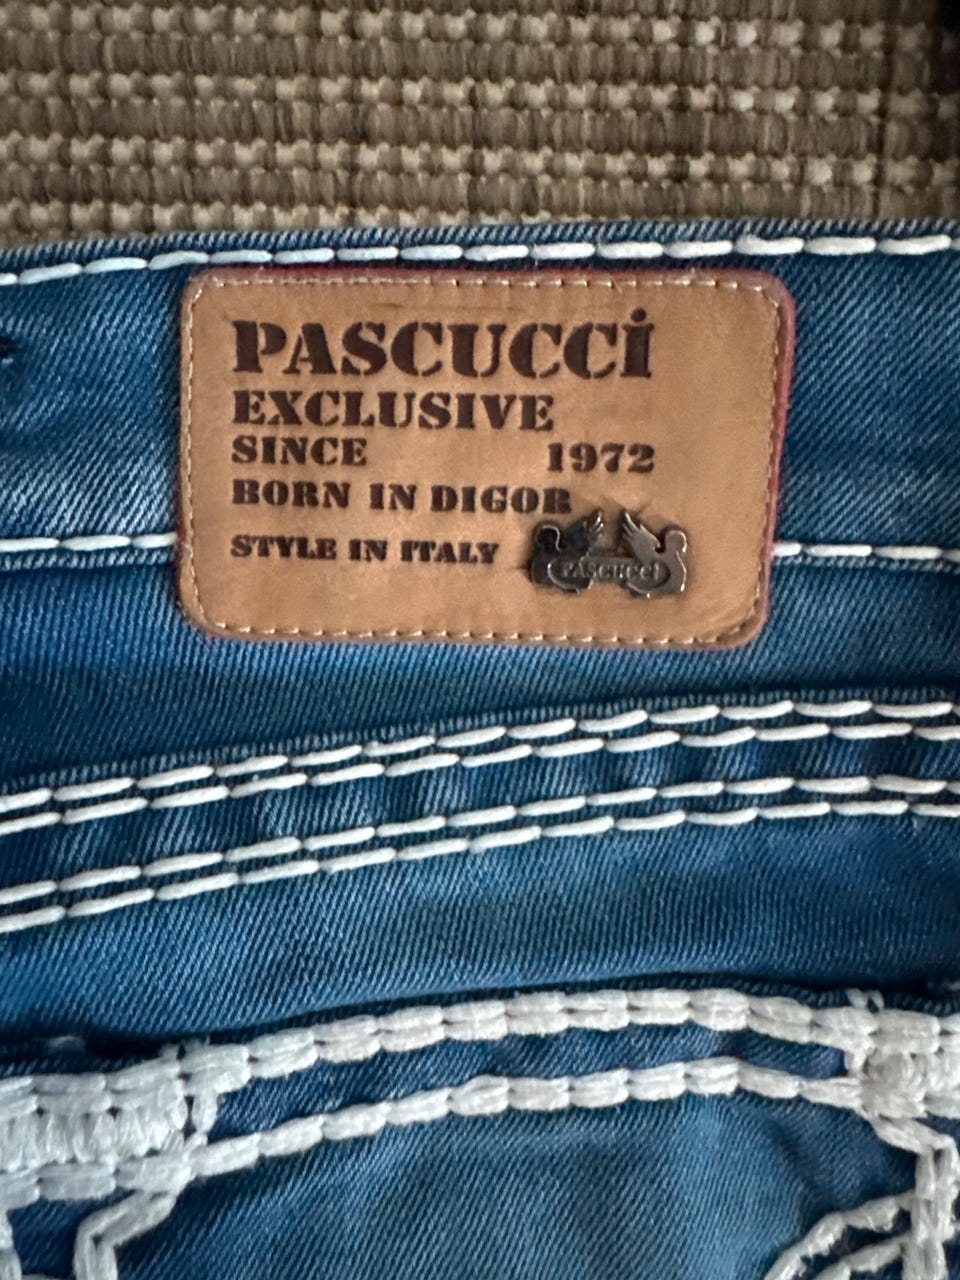 PASCUCCİ
EXCLUSIVE
SINCE 1972
BORN IN DIGOR
STYLE IN ITALY
PASCUCCİ